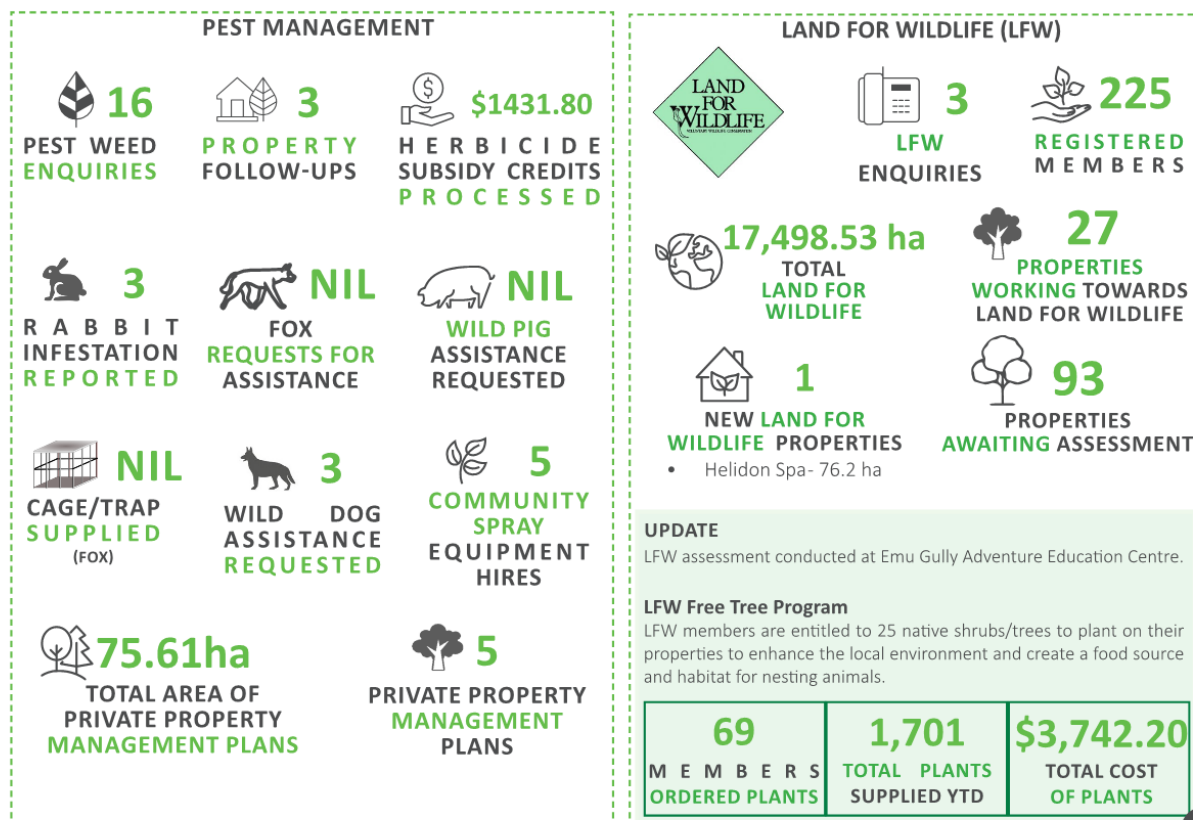 PEST MANAGEMENT
16
PEST WEED
ENQUIRIES
3
PROPERTY
FOLLOW-UPS
$
$1431.80
HERBICIDE
SUBSIDY CREDITS
PROCESSED
3
RABBIT
INFESTATION
REPORTED
NIL
FOX
REQUESTS FOR
ASSISTANCE
NIL
WILD PIG
ASSISTANCE
REQUESTED
NIL
CAGE/TRAP
SUPPLIED
(FOX)
3
WILD DOG
ASSISTANCE
REQUESTED
5
COMMUNITY
SPRAY
EQUIPMENT
HIRES
75.61ha
TOTAL AREA OF
PRIVATE PROPERTY
MANAGEMENT PLANS
5
PRIVATE PROPERTY
MANAGEMENT
PLANS
LAND FOR WILDLIFE (LFW)
LAND
FOR
WILDLIFE
3
LFW
ENQUIRIES
225
REGISTERED
MEMBERS
17,498.53 ha
TOTAL
LAND FOR
WILDLIFE
27
PROPERTIES
WORKING TOWARDS
LAND FOR WILDLIFE
1
NEW LAND FOR
WILDLIFE PROPERTIES
• Helidon Spa- 76.2 ha
93
PROPERTIES
AWAITING ASSESSMENT
UPDATE
LFW assessment conducted at Emu Gully Adventure Education Centre.
LFW Free Tree Program
LFW members are entitled to 25 native shrubs/trees to plant on their
properties to enhance the local environment and create a food source
and habitat for nesting animals.
69
MEMBERS
ORDERED PLANTS
1,701
TOTAL PLANTS
SUPPLIED YTD
$3,742.20
TOTAL COST
OF PLANTS